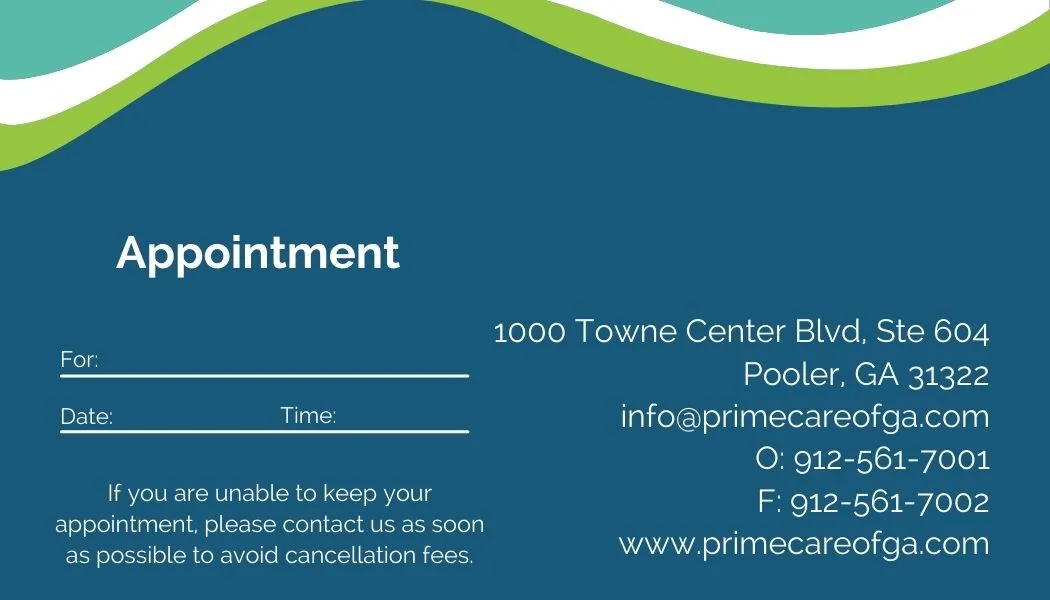 Appointment
For:
Date: Time:
If you are unable to keep your
appointment, please contact us as soon
as possible to avoid cancellation fees.
1000 Towne Center Blvd, Ste 604
Pooler, GA 31322
info@primecareofga.com
O: 912-561-7001
F: 912-561-7002
www.primecareofga.com